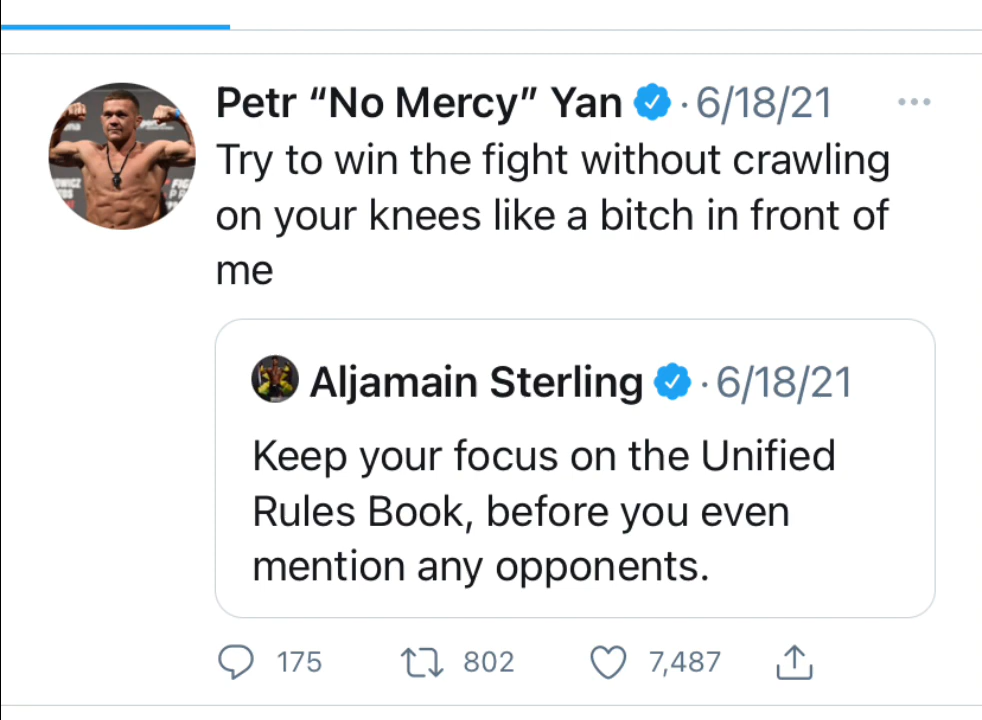 Petr “No Mercy” Yan · 6/18/21
Try to win the fight without crawling
on your knees like a bitch in front of
me
Aljamain Sterling · 6/18/21
Keep your focus on the Unified
Rules Book, before you even
mention any opponents.
175 802 7,487